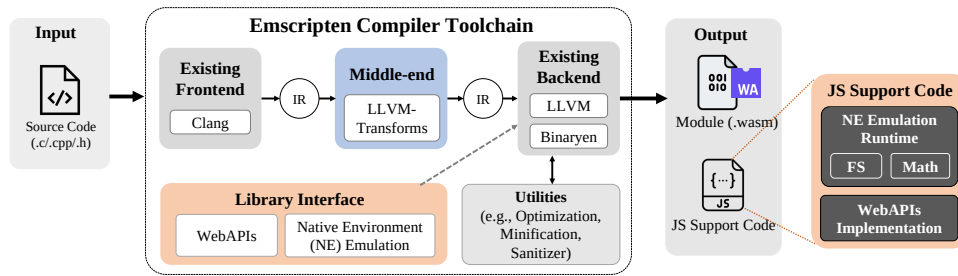 Input
</>
Source Code
(.c/.cpp/.h)
Emscripten Compiler Toolchain
Existing
Frontend
Clang
IR
Middle-end
LLVM-
Transforms
IR
Existing
Backend
LLVM
Binaryen
Library Interface
WebAPIs
Native Environment
(NE) Emulation
Utilities
(e.g., Optimization,
Minification,
Sanitizer)
Output
001
010
WA
Module (.wasm)
{···}
JS
JS Support Code
JS Support Code
NE Emulation
Runtime
FS
Math
WebAPIs
Implementation